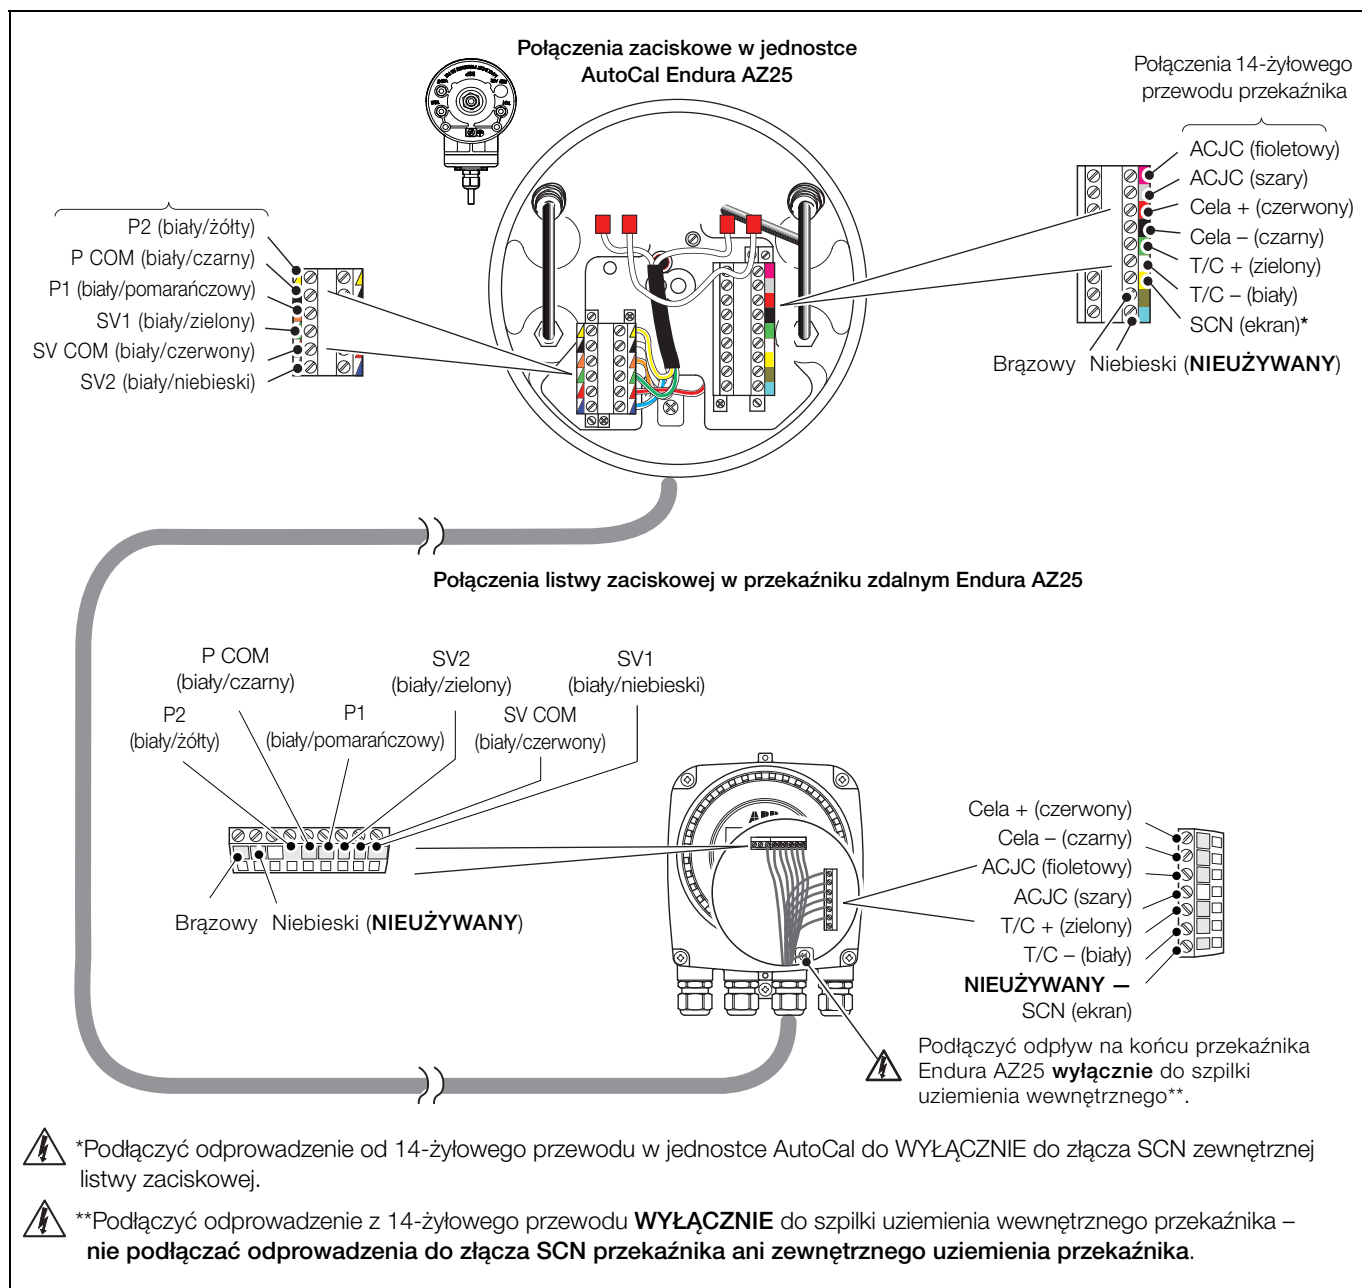 Połączenia zaciskowe w jednostce
AutoCal Endura AZ25
Połączenia 14-żyłowego
przewodu przekaźnika
ACJC (fioletowy)
ACJC (szary)
Cela + (czerwony)
Cela – (czarny)
T/C + (zielony)
T/C – (biały)
SCN (ekran)*
Brązowy Niebieski (NIEUŻYWANY)
P2 (biały/żółty)
P COM (biały/czarny)
P1 (biały/pomarańczowy)
SV1 (biały/zielony)
SV COM (biały/czerwony)
SV2 (biały/niebieski)
Połączenia listwy zaciskowej w przekaźniku zdalnym Endura AZ25
P COM
(biały/czarny)
SV2
(biały/zielony)
SV1
(biały/niebieski)
P2
(biały/żółty)
P1
(biały/pomarańczowy)
SV COM
(biały/czerwony)
Brązowy Niebieski (NIEUŻYWANY)
Cela + (czerwony)
Cela – (czarny)
ACJC (fioletowy)
ACJC (szary)
T/C + (zielony)
T/C – (biały)
NIEUŻYWANY –
SCN (ekran)
Podłączyć odpływ na końcu przekaźnika
Endura AZ25 wyłącznie do szpilki
uziemienia wewnętrznego**.
*Podłączyć odprowadzenie od 14-żyłowego przewodu w jednostce AutoCal do WYŁĄCZNIE do złącza SCN zewnętrznej
listwy zaciskowej.
**Podłączyć odprowadzenie z 14-żyłowego przewodu WYŁĄCZNIE do szpilki uziemienia wewnętrznego przekaźnika –
nie podłączać odprowadzenia do złącza SCN przekaźnika ani zewnętrznego uziemienia przekaźnika.